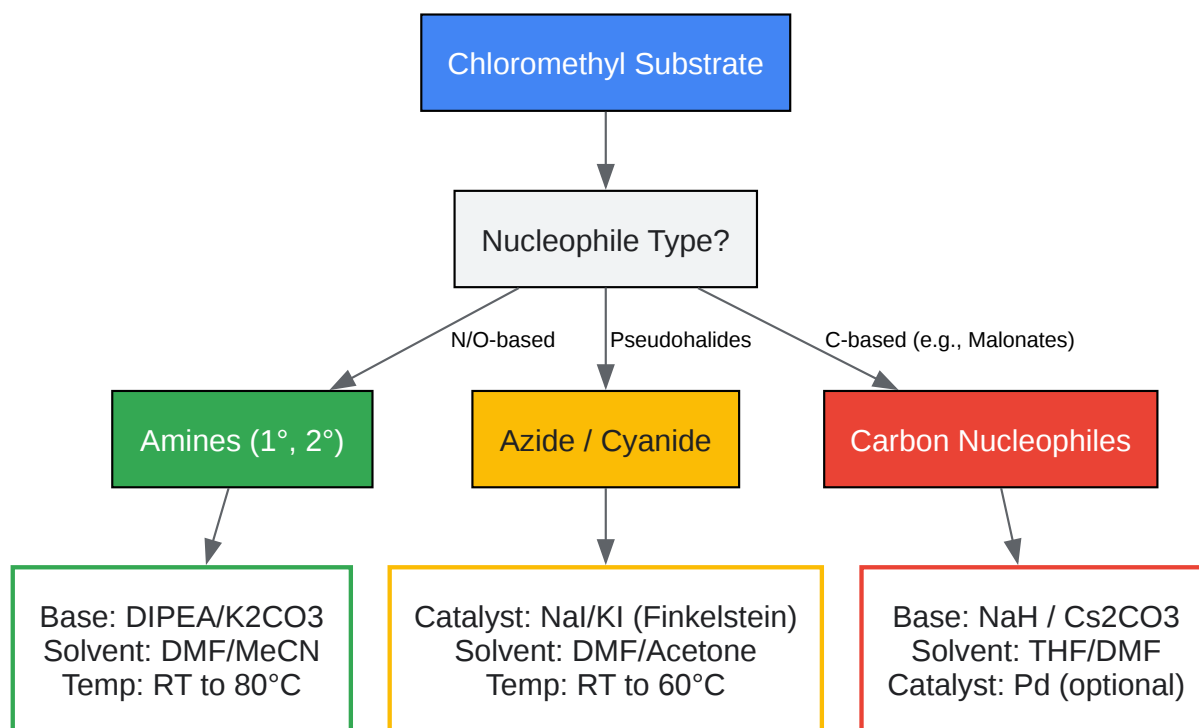 Chloromethyl Substrate
Nucleophile Type?
N/O-based
Pseudohalides
C-based (e.g., Malonates)
Amines (1°, 2°)
Azide / Cyanide
Carbon Nucleophiles
Base: DIPEA/K2CO3
Solvent: DMF/MeCN
Temp: RT to 80°C
Catalyst: NaI/KI (Finkelstein)
Solvent: DMF/Acetone
Temp: RT to 60°C
Base: NaH / Cs2CO3
Solvent: THF/DMF
Catalyst: Pd (optional)